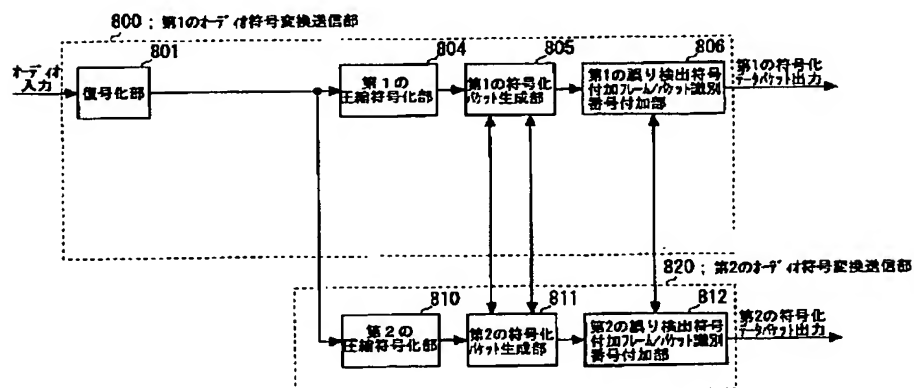 800 ; 第1のオーディオ符号変換送信部
801
804
805
806
オーディオ
入力
復号化部
第1の
圧縮符号化部
第1の符号化
パケット生成部
第1の誤り検出符号
付加フレーム/パケット識別
番号付加部
第1の符号化
データパケット出力
820 ; 第2のオーディオ符号変換送信部
810
811
812
第2の
圧縮符号化部
第2の符号化
パケット生成部
第2の誤り検出符号
付加フレーム/パケット識別
番号付加部
第2の符号化
データパケット出力